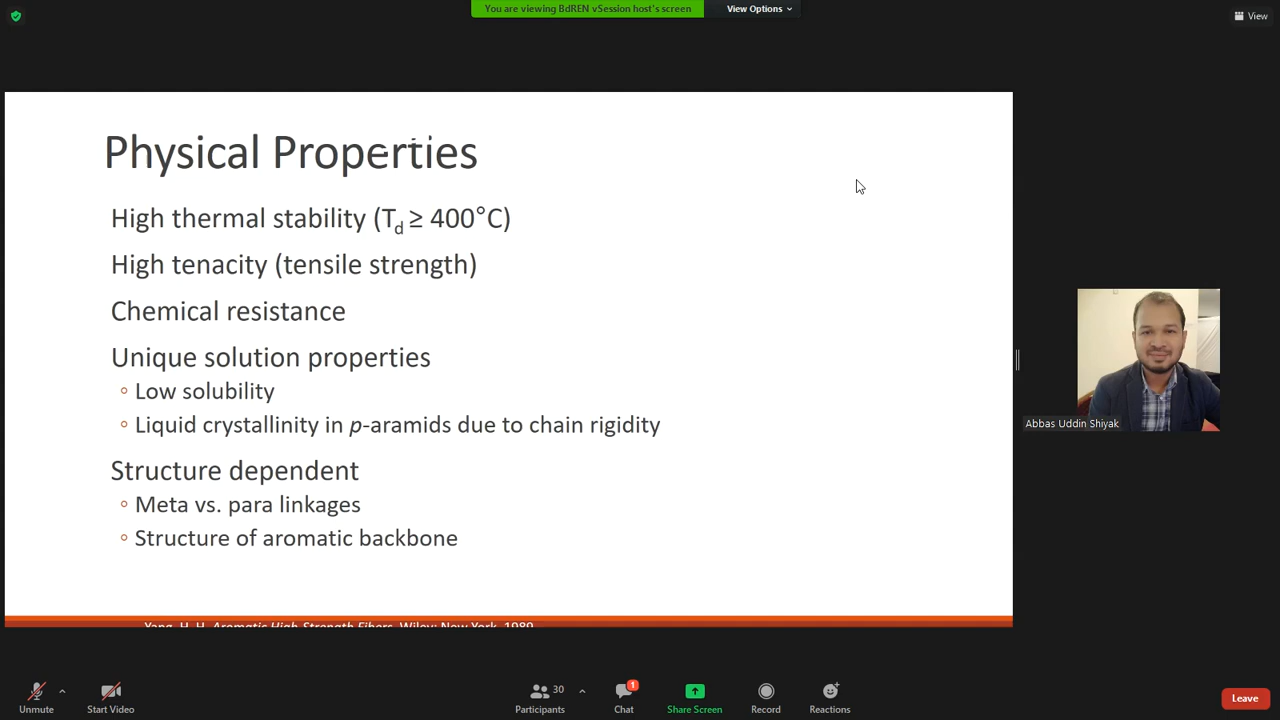 You are viewing BdREN vSession host's screen
View Options
View
Physical Properties
High thermal stability (Td ≥ 400°C)
High tenacity (tensile strength)
Chemical resistance
Unique solution properties
Low solubility
Liquid crystallinity in p-aramids due to chain rigidity
Structure dependent
Meta vs. para linkages
Structure of aromatic backbone
Yang, H. H. Aromatic High Strength Fibers. Wiley: New York, 1989
Abbas Uddin Shiyak
Unmute
Start Video
30
Participants
1
Chat
Share Screen
Record
Reactions
Leave